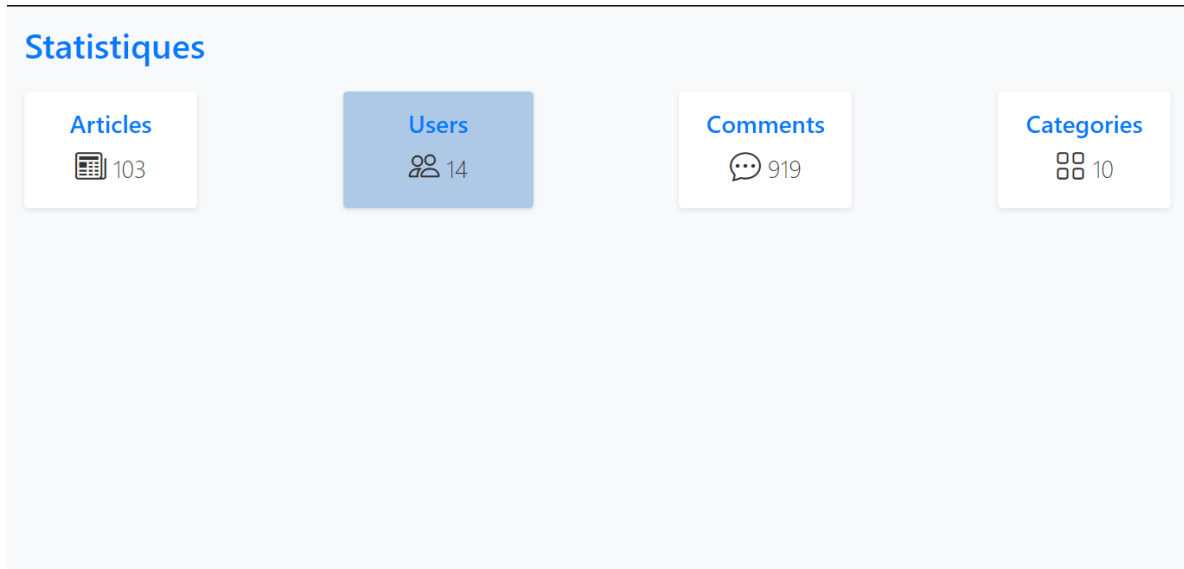 Statistiques
Articles
103
Users
14
Comments
919
Categories
10